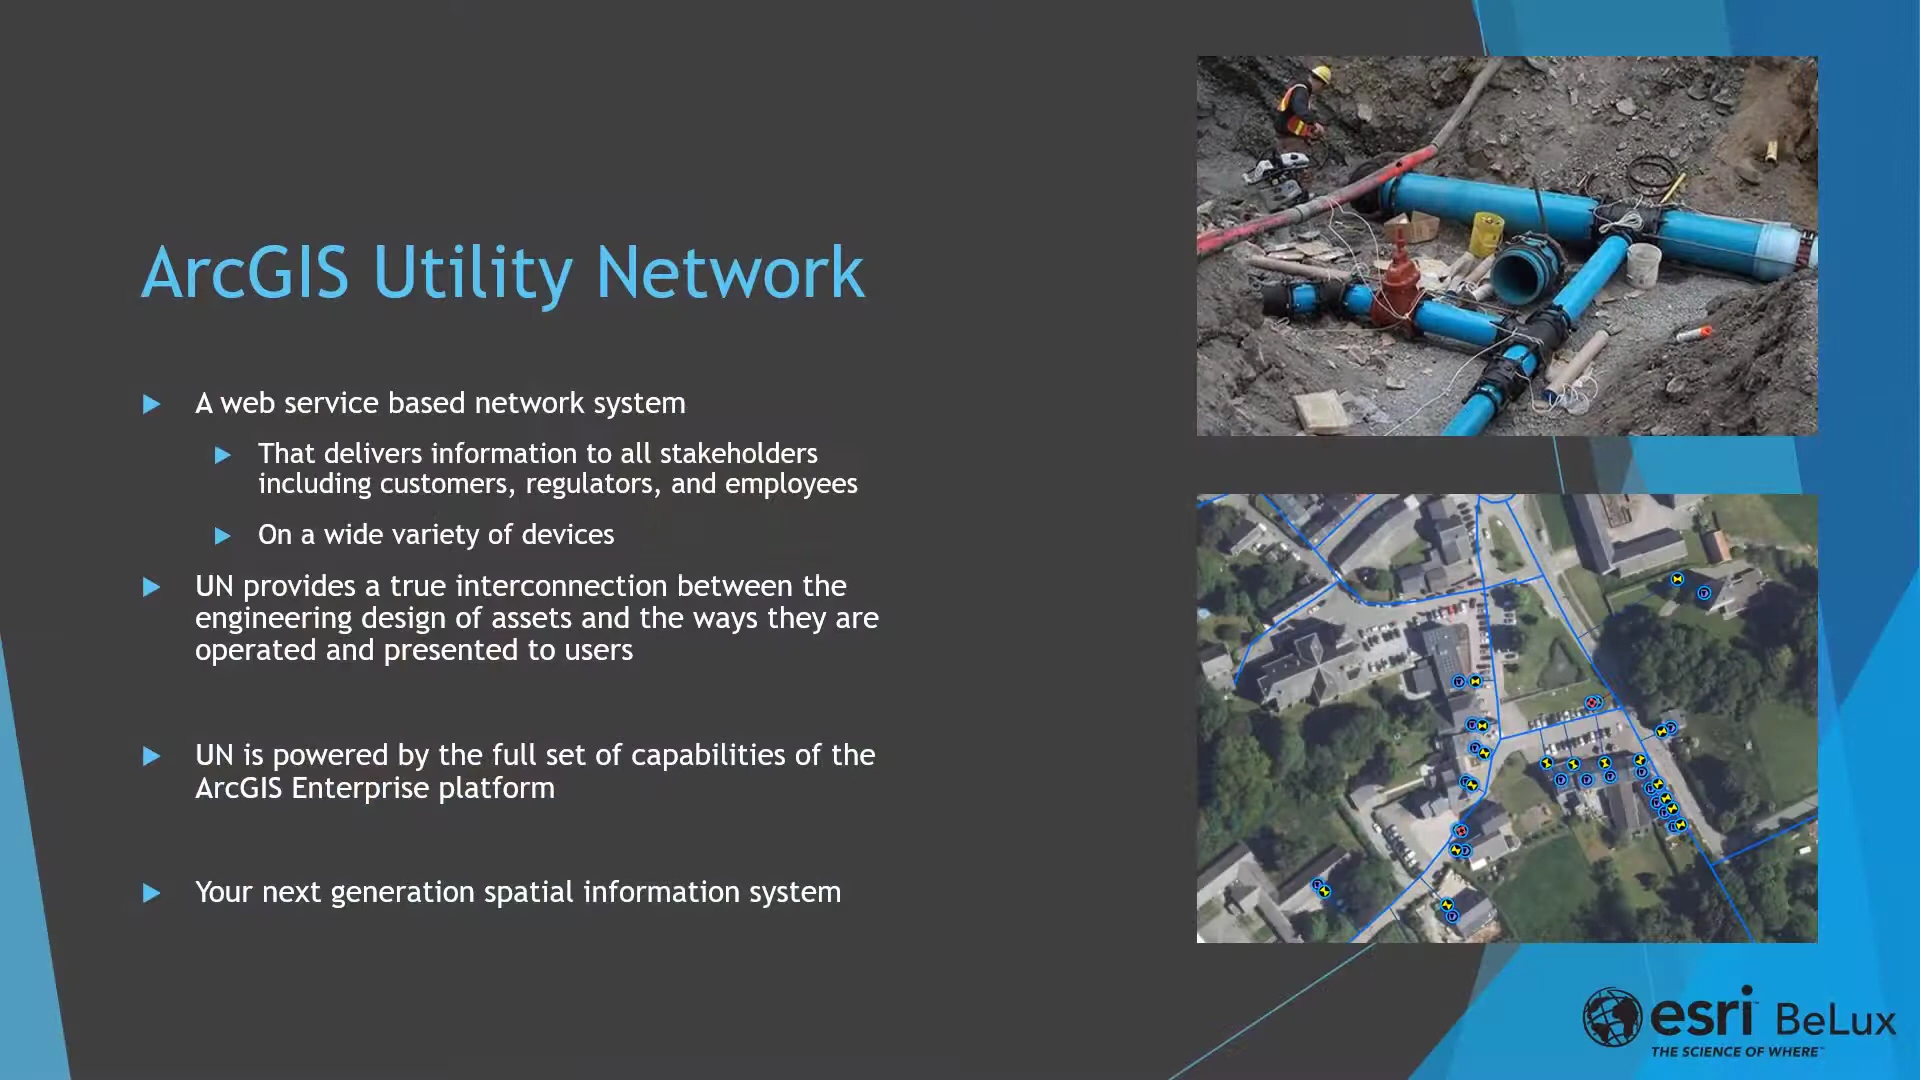 ArcGIS Utility Network
A web service based network system
That delivers information to all stakeholders
including customers, regulators, and employees
On a wide variety of devices
UN provides a true interconnection between the
engineering design of assets and the ways they are
operated and presented to users
UN is powered by the full set of capabilities of the
ArcGIS Enterprise platform
Your next generation spatial information system
esri BeLux
THE SCIENCE OF WHERE™